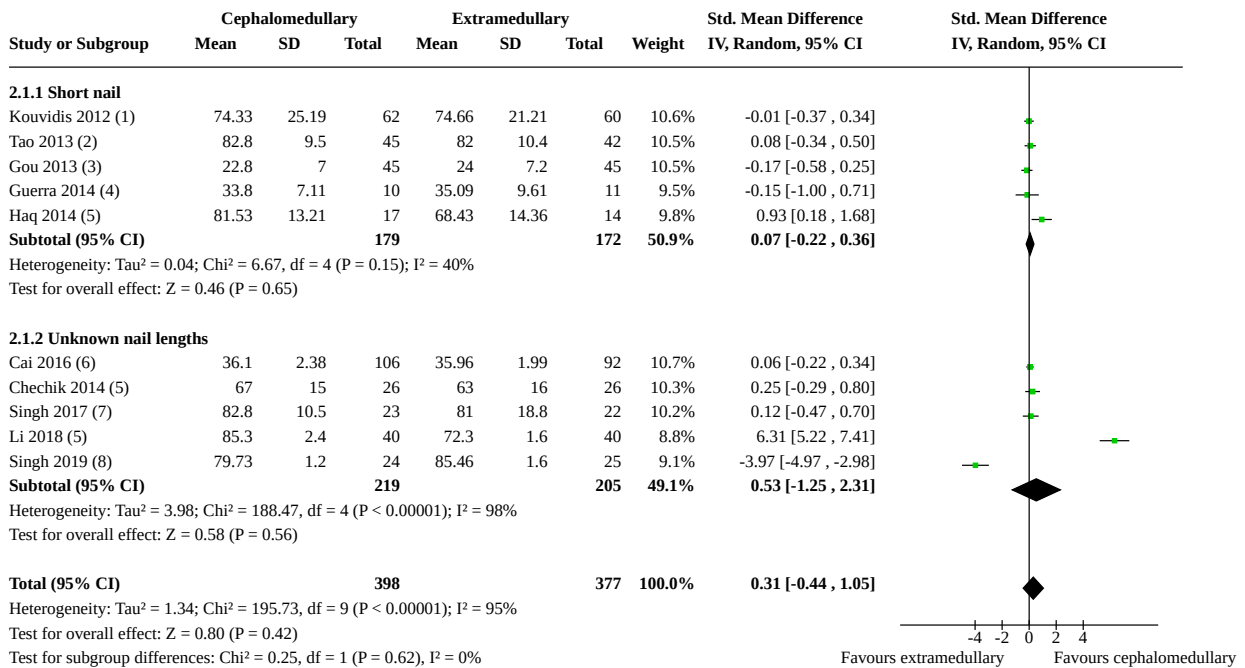 Cephalomedullary Extramedullary Std. Mean Difference Std. Mean Difference
Study or Subgroup Mean SD Total Mean SD Total Weight IV, Random, 95% CI IV, Random, 95% CI
2.1.1 Short nail
Kouvidis 2012 (1) 74.33 25.19 62 74.66 21.21 60 10.6% -0.01 [-0.37 , 0.34]
Tao 2013 (2) 82.8 9.5 45 82 10.4 42 10.5% 0.08 [-0.34 , 0.50]
Gou 2013 (3) 22.8 7 45 24 7.2 45 10.5% -0.17 [-0.58 , 0.25]
Guerra 2014 (4) 33.8 7.11 10 35.09 9.61 11 9.5% -0.15 [-1.00 , 0.71]
Haq 2014 (5) 81.53 13.21 17 68.43 14.36 14 9.8% 0.93 [0.18 , 1.68]
Subtotal (95% CI) 179 172 50.9% 0.07 [-0.22 , 0.36]
Heterogeneity: Tau² = 0.04; Chi² = 6.67, df = 4 (P = 0.15); I² = 40%
Test for overall effect: Z = 0.46 (P = 0.65)
2.1.2 Unknown nail lengths
Cai 2016 (6) 36.1 2.38 106 35.96 1.99 92 10.7% 0.06 [-0.22 , 0.34]
Chechik 2014 (5) 67 15 26 63 16 26 10.3% 0.25 [-0.29 , 0.80]
Singh 2017 (7) 82.8 10.5 23 81 18.8 22 10.2% 0.12 [-0.47 , 0.70]
Li 2018 (5) 85.3 2.4 40 72.3 1.6 40 8.8% 6.31 [5.22 , 7.41]
Singh 2019 (8) 79.73 1.2 24 85.46 1.6 25 9.1% -3.97 [-4.97 , -2.98]
Subtotal (95% CI) 219 205 49.1% 0.53 [-1.25 , 2.31]
Heterogeneity: Tau² = 3.98; Chi² = 188.47, df = 4 (P < 0.00001); I² = 98%
Test for overall effect: Z = 0.58 (P = 0.56)
Total (95% CI) 398 377 100.0% 0.31 [-0.44 , 1.05]
Heterogeneity: Tau² = 1.34; Chi² = 195.73, df = 9 (P < 0.00001); I² = 95%
Test for overall effect: Z = 0.80 (P = 0.42) -4 -2 0 2 4
Test for subgroup differences: Chi² = 0.25, df = 1 (P = 0.62), I² = 0% Favours extramedullary Favours cephalomedullary